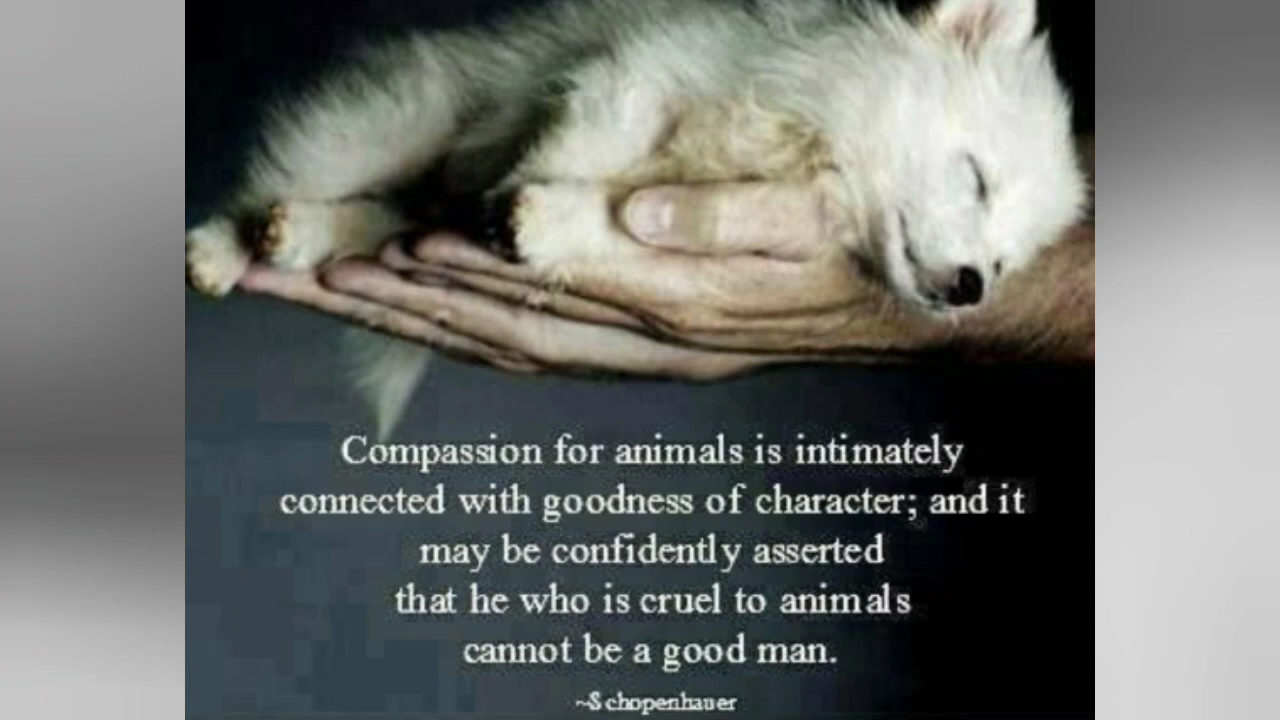 Compassion for animals is intimately
connected with goodness of character; and it
may be confidently asserted
that he who is cruel to animals
cannot be a good man.
~Schopenhauer